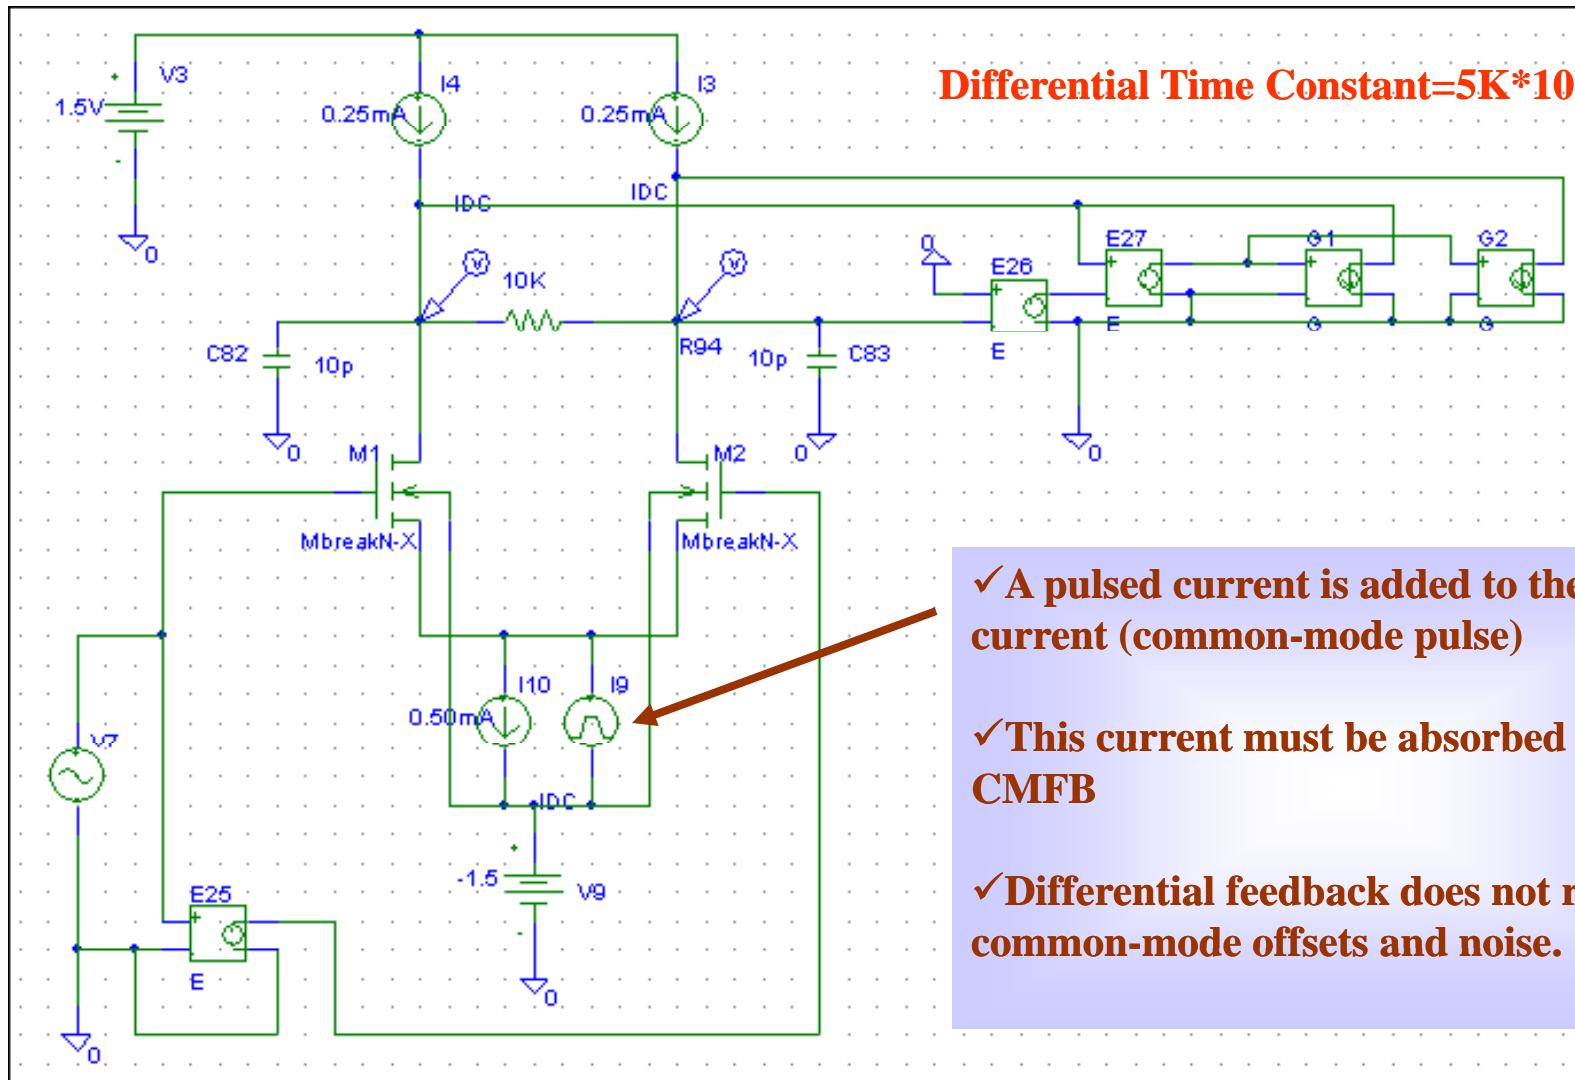 Differential Time Constant=5K*10
V3
1.5V
I4
0.25mA
I3
0.25mA
IDC
IDC
0
0
E26
E
E27
E
G1
G
G2
G
10K
R94
C82
10p
10p
C83
0
0
0
M1
M2
MbreakN-X
MbreakN-X
I10
I9
0.50mA
IDC
V7
-1.5
V9
E25
E
0
0
✓A pulsed current is added to the
current (common-mode pulse)
✓This current must be absorbed
CMFB
✓Differential feedback does not
common-mode offsets and noise.